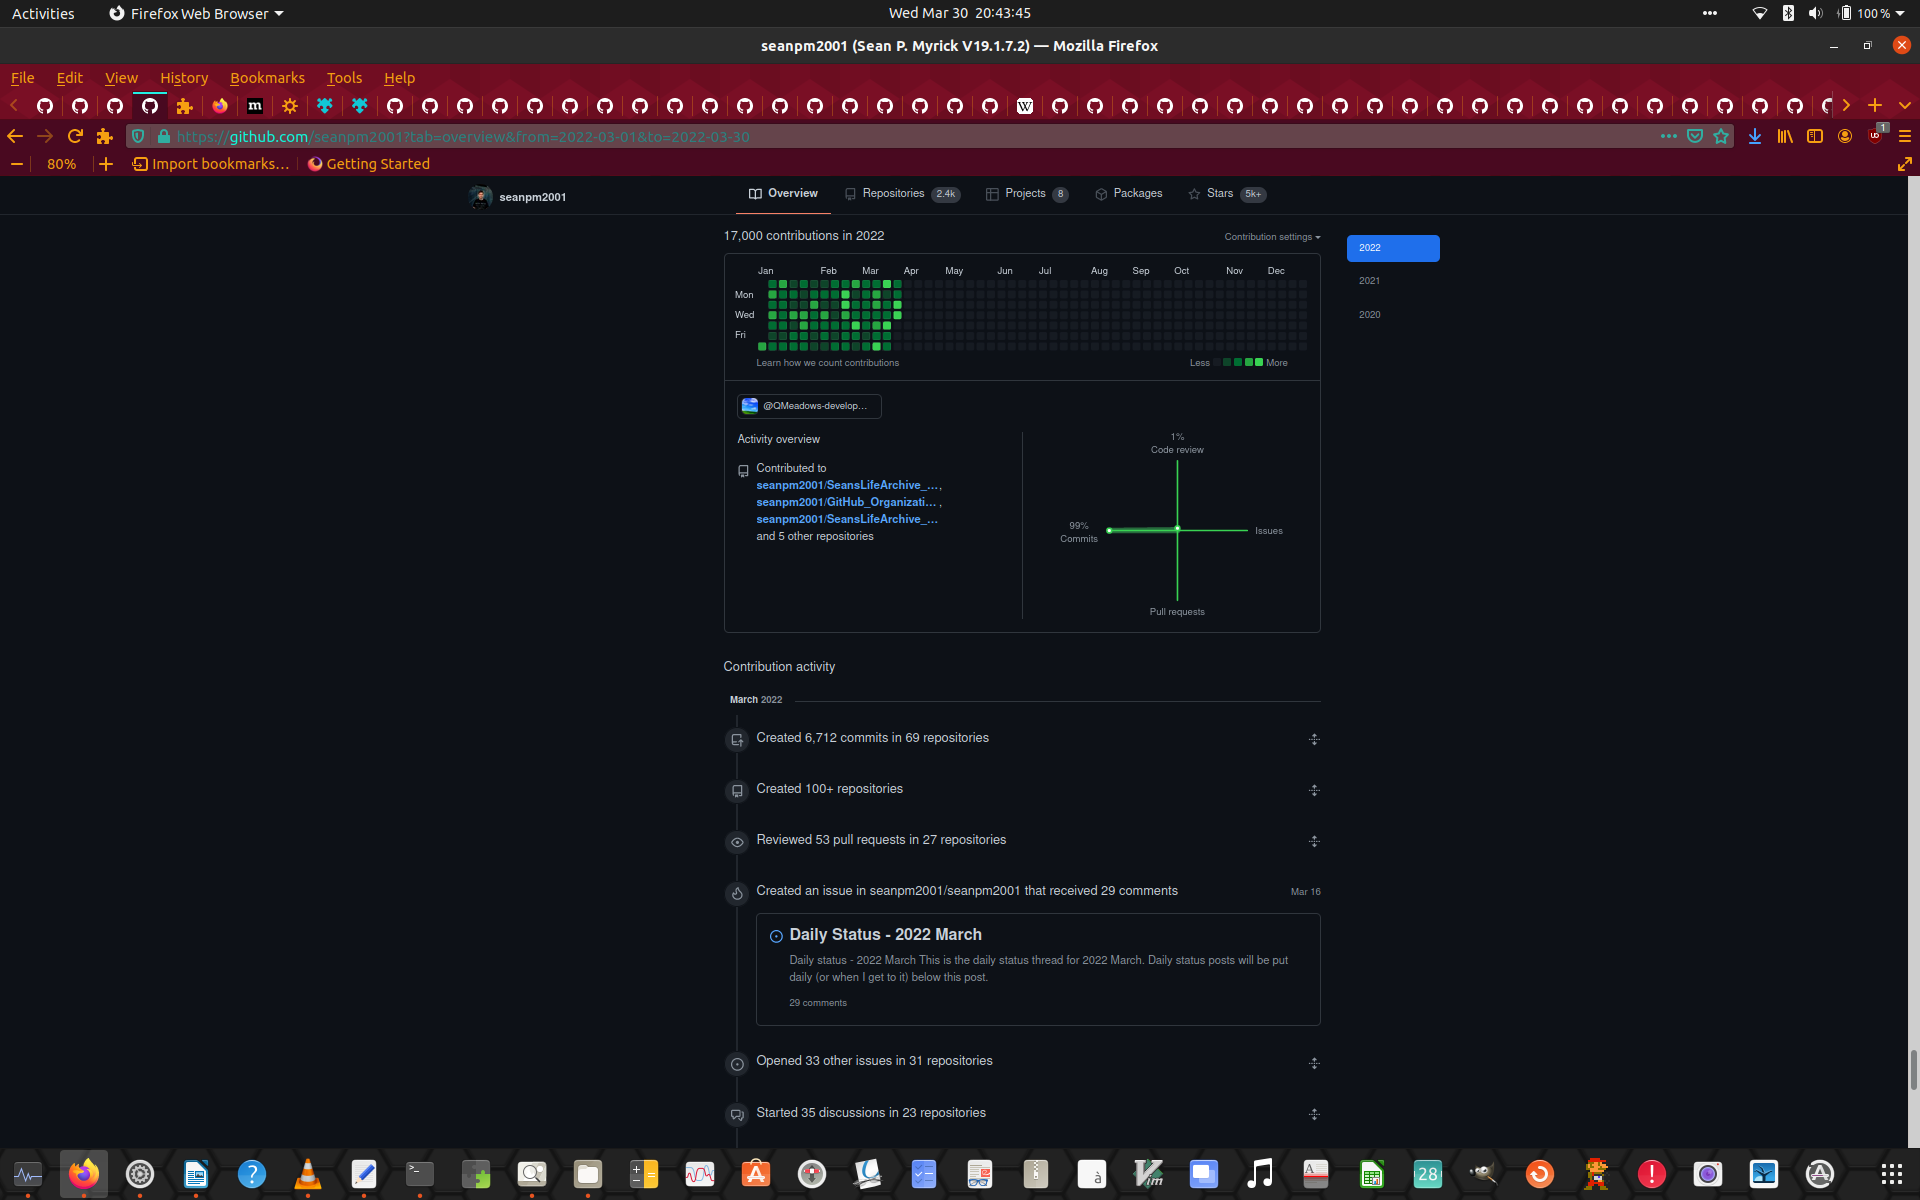 Activities
Firefox Web Browser
Wed Mar 30 20:43:45
100 %
seanpm2001 (Sean P. Myrick V19.1.7.2) — Mozilla Firefox
File Edit View History Bookmarks Tools Help
https://github.com/seanpm2001?tab=overview&from=2022-03-01&to=2022-03-30
1
80%
Import bookmarks…
Getting Started
seanpm2001
Overview
Repositories 2.4k
Projects 8
Packages
Stars 5k+
17,000 contributions in 2022
Contribution settings
2022
2021
2020
Jan Feb Mar Apr May Jun Jul Aug Sep Oct Nov Dec
Mon
Wed
Fri
Learn how we count contributions
Less More
@QMeadows-develop…
Activity overview
Contributed to
seanpm2001/SeansLifeArchive_…,
seanpm2001/GitHub_Organizati… ,
seanpm2001/SeansLifeArchive_…
and 5 other repositories
1%
Code review
99%
Commits
Issues
Pull requests
Contribution activity
March 2022
Created 6,712 commits in 69 repositories
Created 100+ repositories
Reviewed 53 pull requests in 27 repositories
Created an issue in seanpm2001/seanpm2001 that received 29 comments
Mar 16
Daily Status - 2022 March
Daily status - 2022 March This is the daily status thread for 2022 March. Daily status posts will be put
daily (or when I get to it) below this post.
29 comments
Opened 33 other issues in 31 repositories
Started 35 discussions in 23 repositories
28